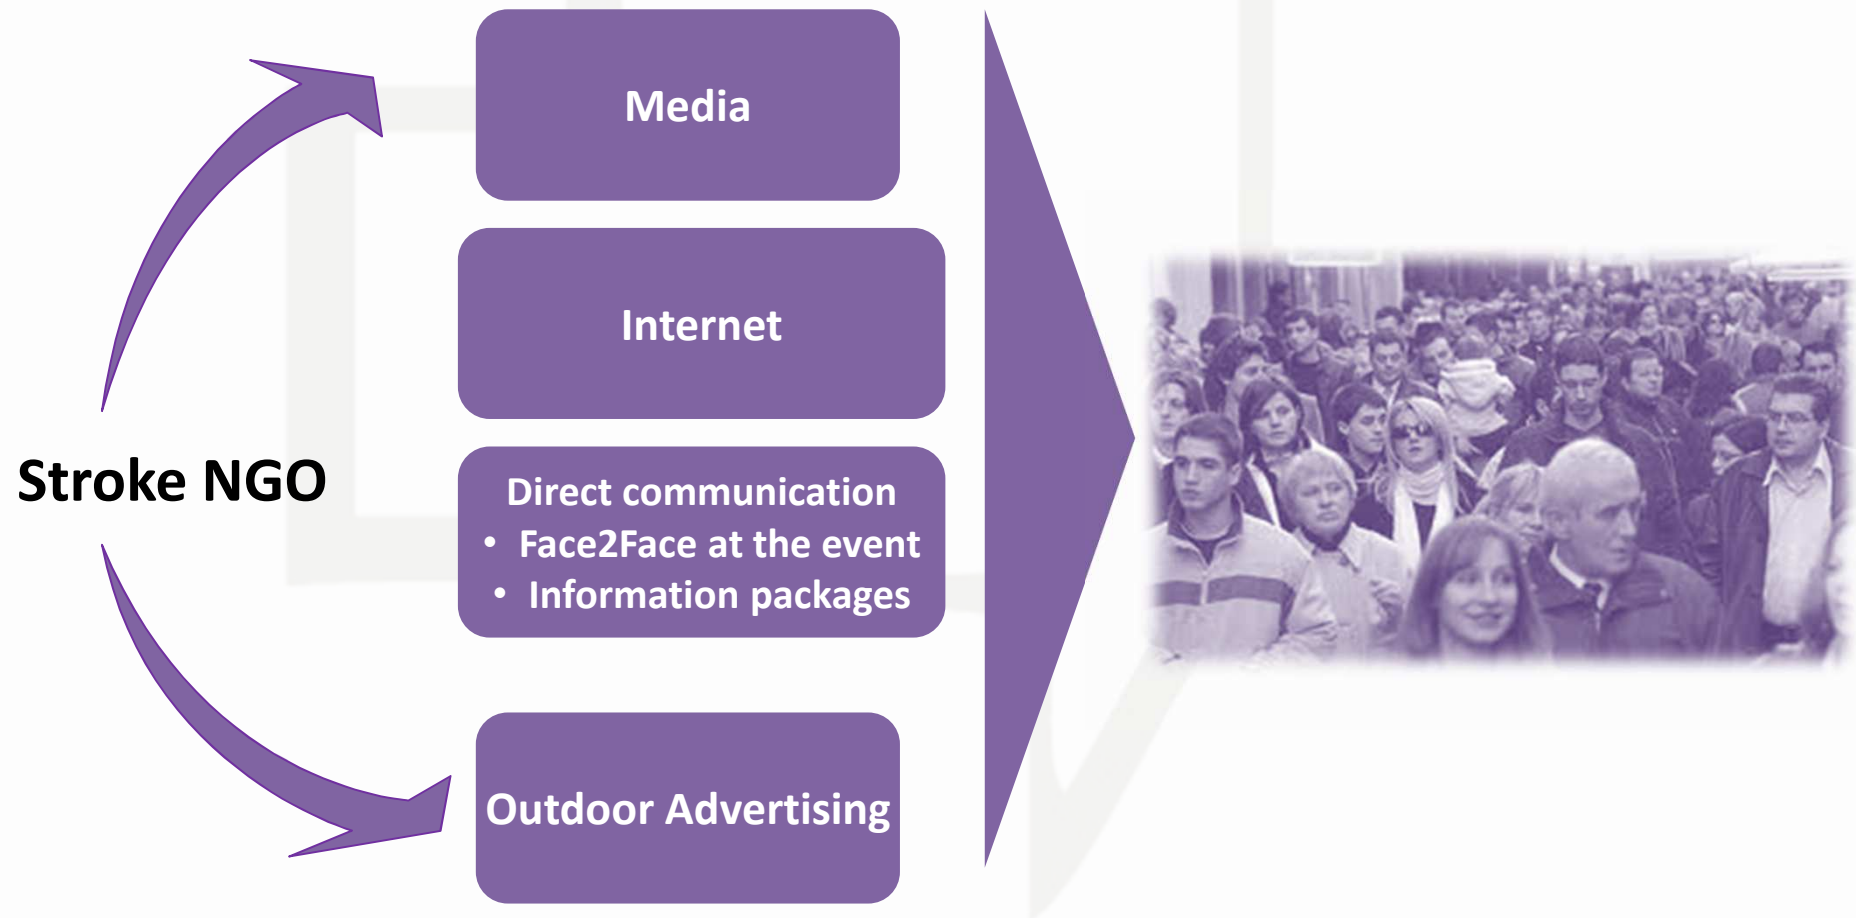 Media
Internet
Stroke NGO
Direct communication
• Face2Face at the event
• Information packages
Outdoor Advertising